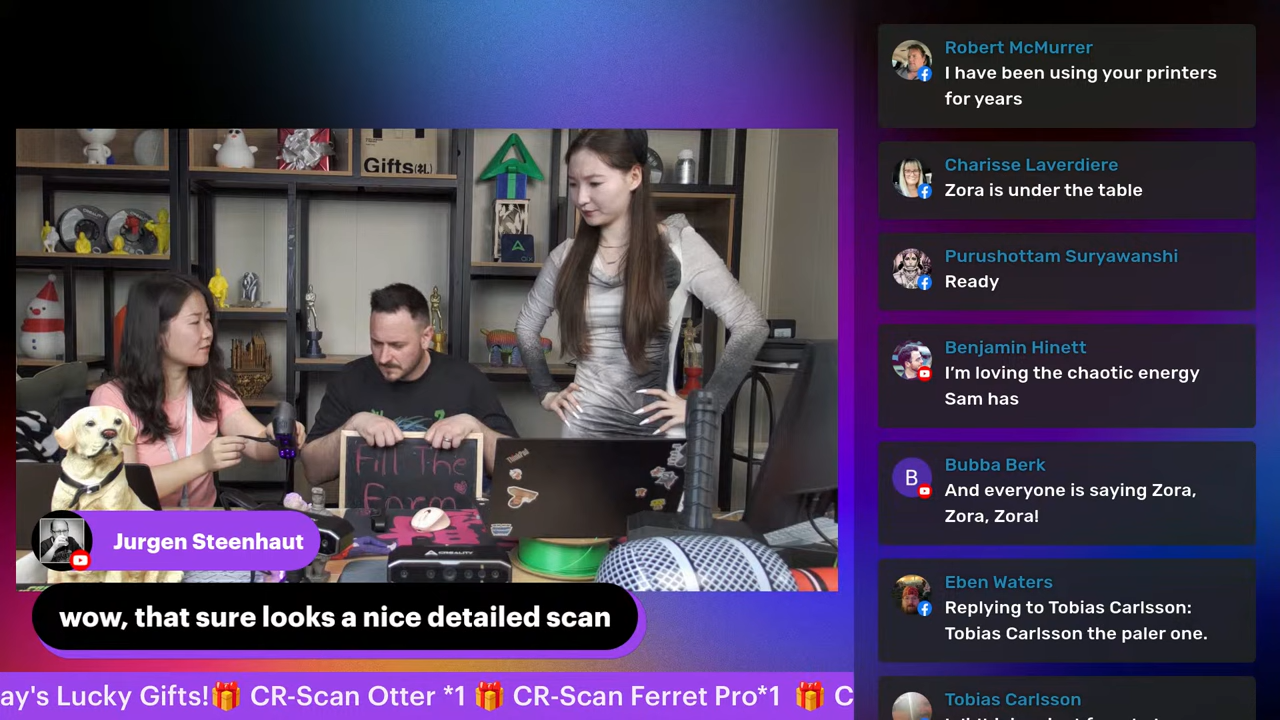 Gifts(礼)
ThinkPad
Fill The
Form
CREALITY
Jurgen Steenhaut
wow, that sure looks a nice detailed scan
ay's Lucky Gifts!🎁 CR-Scan Otter *1 🎁 CR-Scan Ferret Pro*1 🎁 C
Robert McMurrer
I have been using your printers
for years
Charisse Laverdiere
Zora is under the table
Purushottam Suryawanshi
Ready
Benjamin Hinett
I'm loving the chaotic energy
Sam has
B
Bubba Berk
And everyone is saying Zora,
Zora, Zora!
Eben Waters
Replying to Tobias Carlsson:
Tobias Carlsson the paler one.
Tobias Carlsson